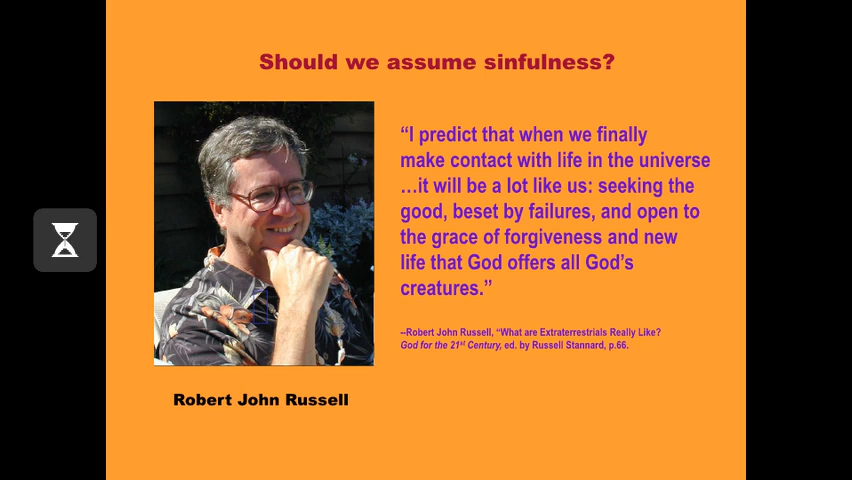 Should we assume sinfulness?
“I predict that when we finally
make contact with life in the universe
…it will be a lot like us: seeking the
good, beset by failures, and open to
the grace of forgiveness and new
life that God offers all God’s
creatures.”
--Robert John Russell, “What are Extraterrestrials Really Like?
God for the 21st Century, ed. by Russell Stannard, p.66.
Robert John Russell